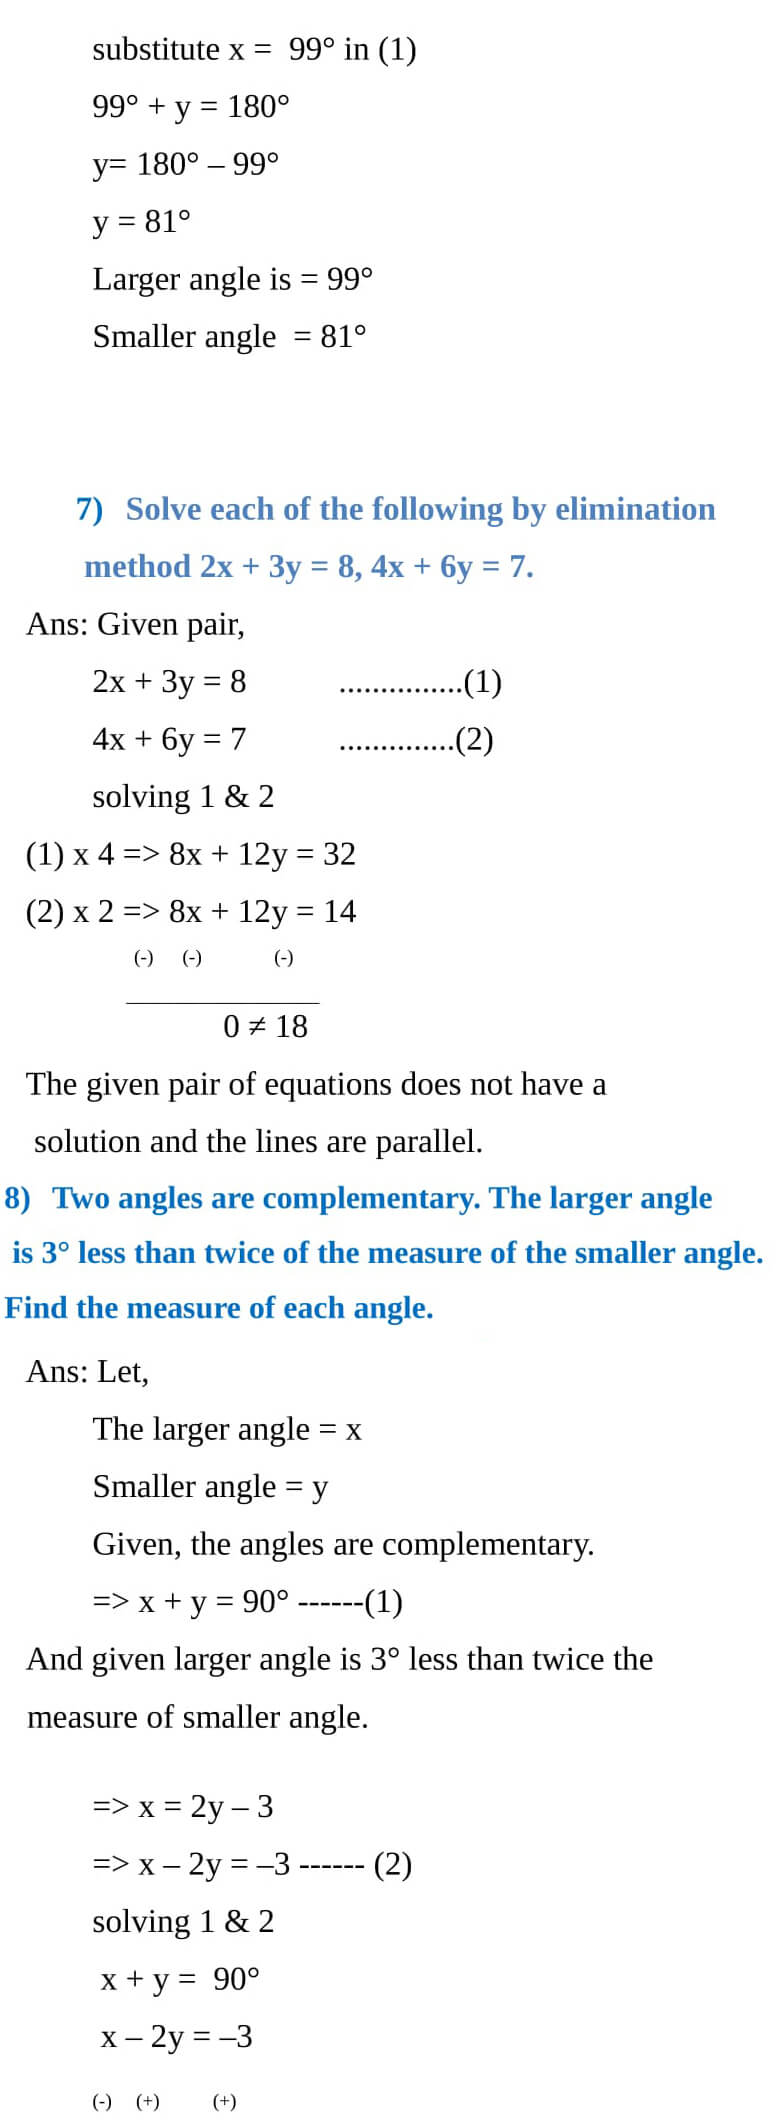 substitute x = 99° in (1)
99° + y = 180°
y= 180° – 99°
y = 81°
Larger angle is = 99°
Smaller angle = 81°
7) Solve each of the following by elimination
method 2x + 3y = 8, 4x + 6y = 7.
Ans: Given pair,
2x + 3y = 8 ...............(1)
4x + 6y = 7 ..............(2)
solving 1 & 2
(1) x 4 => 8x + 12y = 32
(2) x 2 => 8x + 12y = 14
(-) (-) (-)
0 ≠ 18
The given pair of equations does not have a
solution and the lines are parallel.
8) Two angles are complementary. The larger angle
is 3° less than twice of the measure of the smaller angle.
Find the measure of each angle.
Ans: Let,
The larger angle = x
Smaller angle = y
Given, the angles are complementary.
=> x + y = 90° ------(1)
And given larger angle is 3° less than twice the
measure of smaller angle.
=> x = 2y – 3
=> x – 2y = –3 ------ (2)
solving 1 & 2
x + y = 90°
x – 2y = –3
(-) (+) (+)